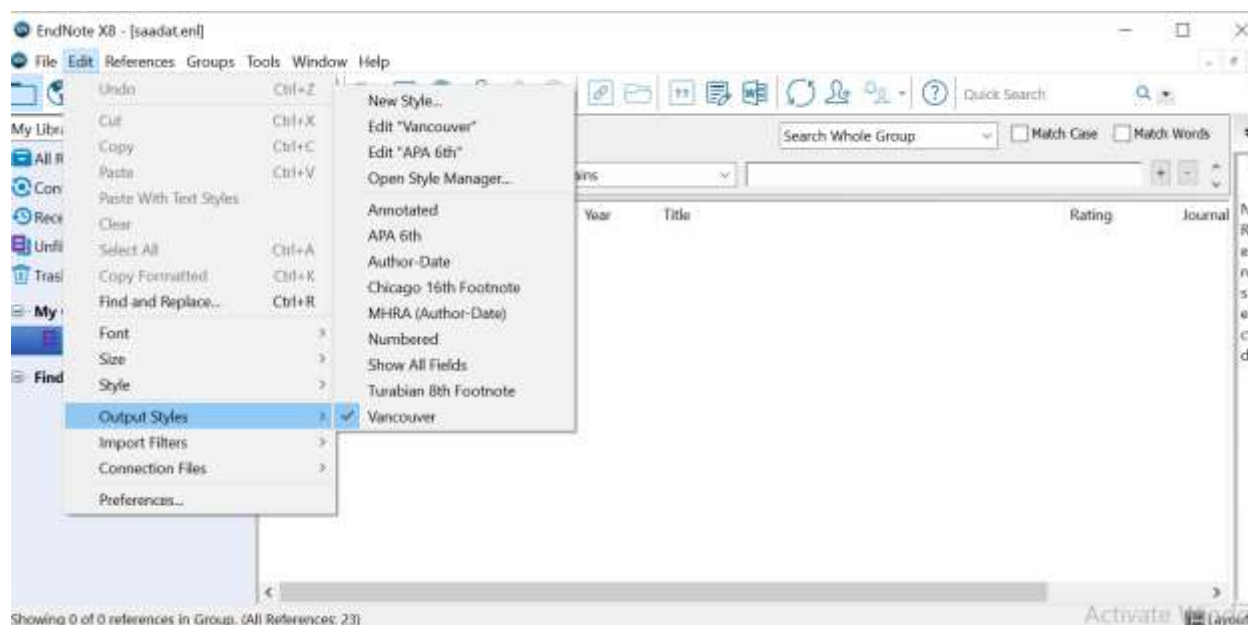 EndNote X8 - [saadat.enl]
File Edit References Groups Tools Window Help
Quick Search
My Libr
Search Whole Group
Match Case
Match Words
All R
Con
Rece
Unfi
Tras
My
Find
Undo Ctrl+Z
Cut Ctrl+X
Copy Ctrl+C
Paste Ctrl+V
Paste With Text Styles
Clear
Select All Ctrl+A
Copy Formatted Ctrl+K
Find and Replace... Ctrl+R
Font
Size
Style
Output Styles
Import Filters
Connection Files
Preferences...
New Style...
Edit "Vancouver"
Edit "APA 6th"
Open Style Manager...
Annotated
APA 6th
Author-Date
Chicago 16th Footnote
MHRA (Author-Date)
Numbered
Show All Fields
Turabian 8th Footnote
Vancouver
ains
Year Title Rating Journal
Showing 0 of 0 references in Group. (All References: 23)
Activate
Layout